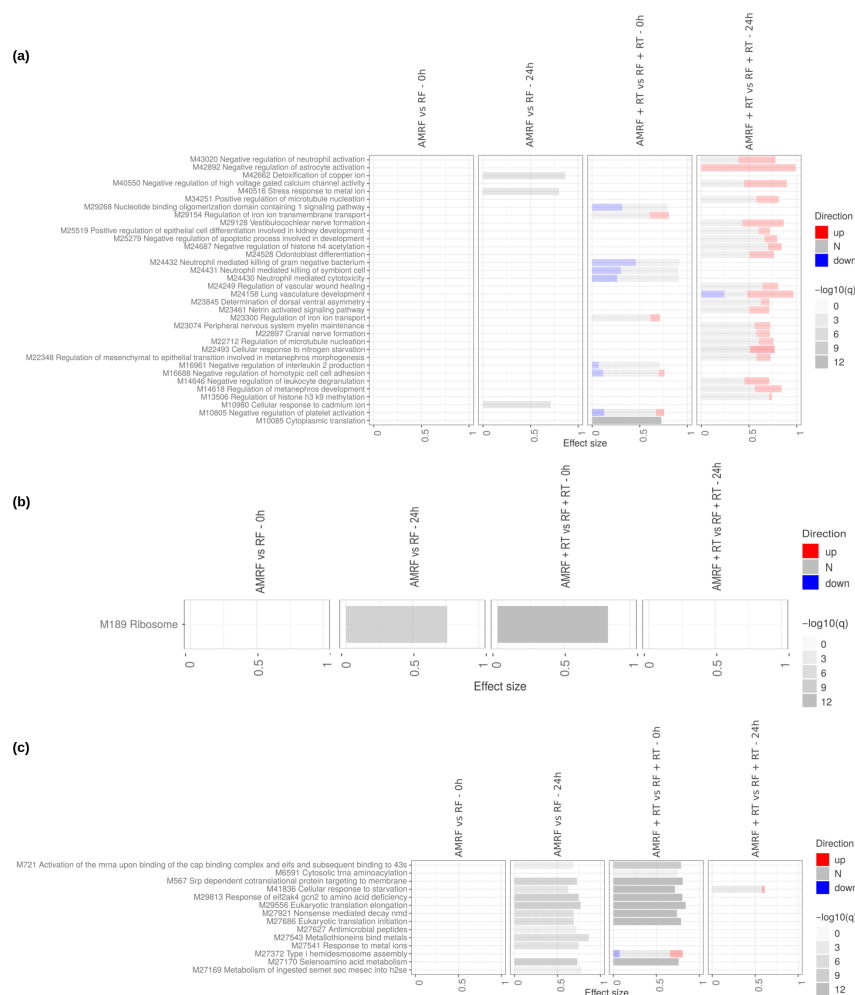 (a)
AMRF vs RF - 0h
AMRF vs RF - 24h
AMRF + RT vs RF + RT - 0h
AMRF + RT vs RF + RT - 24h
M43020 Negative regulation of neutrophil activation
M42892 Negative regulation of astrocyte activation
M42662 Detoxification of copper ion
M40550 Negative regulation of high voltage gated calcium channel activity
M40516 Stress response to metal ion
M34251 Positive regulation of microtubule nucleation
M29268 Nucleotide binding oligomerization domain containing 1 signaling pathway
M29154 Regulation of iron ion transmembrane transport
M29128 Vestibulocochlear nerve formation
M25519 Positive regulation of epithelial cell differentiation involved in kidney development
M25279 Negative regulation of apoptotic process involved in development
M24687 Negative regulation of histone h4 acetylation
M24528 Odontoblast differentiation
M24432 Neutrophil mediated killing of gram negative bacterium
M24431 Neutrophil mediated killing of symbiont cell
M24430 Neutrophil mediated cytotoxicity
M24249 Regulation of vascular wound healing
M24158 Lung vasculature development
M23845 Determination of dorsal ventral asymmetry
M23461 Netrin activated signaling pathway
M23300 Regulation of iron ion transport
M23074 Peripheral nervous system myelin maintenance
M22897 Cranial nerve formation
M22712 Regulation of microtubule nucleation
M22493 Cellular response to nitrogen starvation
M22348 Regulation of mesenchymal to epithelial transition involved in metanephros morphogenesis
M16961 Negative regulation of interleukin 2 production
M16688 Negative regulation of homotypic cell cell adhesion
M14646 Negative regulation of leukocyte degranulation
M14618 Regulation of metanephros development
M13506 Regulation of histone h3 k9 methylation
M10980 Cellular response to cadmium ion
M10805 Negative regulation of platelet activation
M10085 Cytoplasmic translation
0 0.5 1 0 0.5 1 0 0.5 1 0 0.5 1
Effect size
Direction
up
N
down
−log10(q)
0
3
6
9
12
(b)
AMRF vs RF - 0h
AMRF vs RF - 24h
AMRF + RT vs RF + RT - 0h
AMRF + RT vs RF + RT - 24h
M189 Ribosome
0 0.5 1 0 0.5 1 0 0.5 1 0 0.5 1
Effect size
Direction
up
N
down
−log10(q)
0
3
6
9
12
(c)
AMRF vs RF - 0h
AMRF vs RF - 24h
AMRF + RT vs RF + RT - 0h
AMRF + RT vs RF + RT - 24h
M721 Activation of the mrna upon binding of the cap binding complex and eifs and subsequent binding to 43s
M6591 Cytosolic trna aminoacylation
M567 Srp dependent cotranslational protein targeting to membrane
M41836 Cellular response to starvation
M29813 Response of eif2ak4 gcn2 to amino acid deficiency
M29556 Eukaryotic translation elongation
M27921 Nonsense mediated decay nmd
M27686 Eukaryotic translation initiation
M27627 Antimicrobial peptides
M27543 Metallothioneins bind metals
M27541 Response to metal ions
M27372 Type i hemidesmosome assembly
M27170 Selenoamino acid metabolism
M27169 Metabolism of ingested semet sec mesec into h2se
0 0.5 1 0 0.5 1 0 0.5 1 0 0.5 1
Effect size
Direction
up
N
down
−log10(q)
0
3
6
9
12